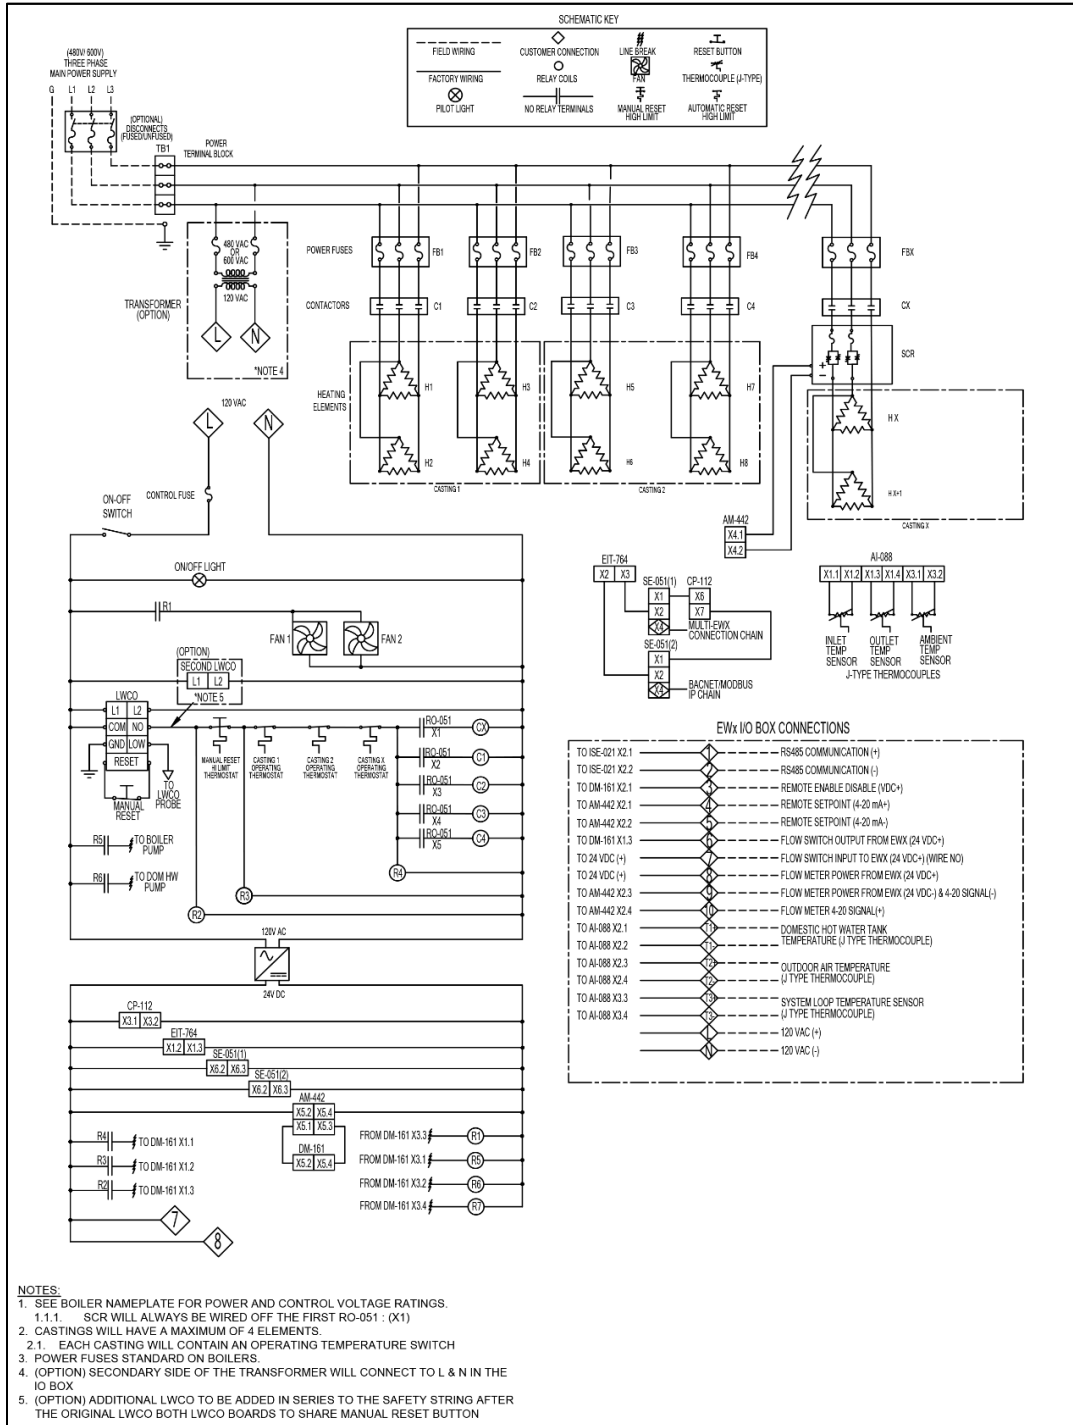 SCHEMATIC KEY
FIELD WIRING
CUSTOMER CONNECTION
LINE BREAK
RESET BUTTON
FACTORY WIRING
RELAY COILS
FAN
THERMOCOUPLE (J-TYPE)
PILOT LIGHT
NO RELAY TERMINALS
MANUAL RESET
HIGH LIMIT
AUTOMATIC RESET
HIGH LIMIT
(480V/ 600V)
THREE PHASE
MAIN POWER SUPPLY
G L1 L2 L3
(OPTIONAL)
DISCONNECTS
(FUSED/UNFUSED)
TB1
POWER
TERMINAL BLOCK
480 VAC
OR
600 VAC
120 VAC
TRANSFORMER
(OPTION)
L N
*NOTE 4
POWER FUSES
FB1 FB2 FB3 FB4 FBX
CONTACTORS
C1 C2 C3 C4 CX
SCR
+
−
HEATING
ELEMENTS
H1 H3 H5 H7 H X
H2 H4 H6 H8 H X+1
CASTING 1
CASTING 2
CASTING X
120 VAC
L N
CONTROL FUSE
ON-OFF
SWITCH
ON/OFF LIGHT
R1
FAN 1
FAN 2
(OPTION)
SECOND LWCO
L1 L2
*NOTE 5
LWCO
L1 L2
COM NO
GND LOW
RESET
MANUAL
RESET
TO
LWCO
PROBE
MANUAL RESET
HI LIMIT
THERMOSTAT
CASTING 1
OPERATING
THERMOSTAT
CASTING 2
OPERATING
THERMOSTAT
CASTING X
OPERATING
THERMOSTAT
RO-051
X1
CX
RO-051
X2
C1
RO-051
X3
C2
RO-051
X4
C3
RO-051
X5
C4
R5
TO BOILER
PUMP
R6
TO DOM HW
PUMP
R4
R3
R2
120V AC
24V DC
AM-442
X4.1
X4.2
EIT-764
X2 X3
SE-051(1)
X1
X2
X4
CP-112
X6
X7
MULTI-EWX
CONNECTION CHAIN
SE-051(2)
X1
X2
X4
BACNET/MODBUS
IP CHAIN
AI-088
X1.1 X1.2 X1.3 X1.4 X3.1 X3.2
INLET
TEMP
SENSOR
OUTLET
TEMP
SENSOR
AMBIENT
TEMP
SENSOR
J-TYPE THERMOCOUPLES
EWx I/O BOX CONNECTIONS
TO ISE-021 X2.1 1 RS485 COMMUNICATION (+)
TO ISE-021 X2.2 2 RS485 COMMUNICATION (-)
TO DM-161 X2.1 3 REMOTE ENABLE DISABLE (VDC+)
TO AM-442 X2.1 4 REMOTE SETPOINT (4-20 mA+)
TO AM-442 X2.2 5 REMOTE SETPOINT (4-20 mA-)
TO DM-161 X1.3 6 FLOW SWITCH OUTPUT FROM EWX (24 VDC+)
TO 24 VDC (+) 7 FLOW SWITCH INPUT TO EWX (24 VDC+) (WIRE NO)
TO 24 VDC (+) 8 FLOW METER POWER FROM EWX (24 VDC+)
TO AM-442 X2.3 9 FLOW METER POWER FROM EWX (24 VDC-) & 4-20 SIGNAL(-)
TO AM-442 X2.4 10 FLOW METER 4-20 SIGNAL(+)
TO AI-088 X2.1 T1+ DOMESTIC HOT WATER TANK
TO AI-088 X2.2 T1- TEMPERATURE (J TYPE THERMOCOUPLE)
TO AI-088 X2.3 T2+ OUTDOOR AIR TEMPERATURE
TO AI-088 X2.4 T2- (J TYPE THERMOCOUPLE)
TO AI-088 X3.3 T3+ SYSTEM LOOP TEMPERATURE SENSOR
TO AI-088 X3.4 T3- (J TYPE THERMOCOUPLE)
L 120 VAC (+)
N 120 VAC (-)
CP-112
X3.1 X3.2
EIT-764
X1.2 X1.3
SE-051(1)
X6.2 X6.3
SE-051(2)
X6.2 X6.3
AM-442
X5.2 X5.4
X5.1 X5.3
DM-161
X5.2 X5.4
R4 TO DM-161 X1.1
R3 TO DM-161 X1.2
R2 TO DM-161 X1.3
FROM DM-161 X3.3 R1
FROM DM-161 X3.1 R5
FROM DM-161 X3.2 R6
FROM DM-161 X3.4 R7
7
8
NOTES:
1. SEE BOILER NAMEPLATE FOR POWER AND CONTROL VOLTAGE RATINGS.
1.1.1. SCR WILL ALWAYS BE WIRED OFF THE FIRST RO-051 : (X1)
2. CASTINGS WILL HAVE A MAXIMUM OF 4 ELEMENTS.
2.1. EACH CASTING WILL CONTAIN AN OPERATING TEMPERATURE SWITCH
3. POWER FUSES STANDARD ON BOILERS.
4. (OPTION) SECONDARY SIDE OF THE TRANSFORMER WILL CONNECT TO L & N IN THE
IO BOX
5. (OPTION) ADDITIONAL LWCO TO BE ADDED IN SERIES TO THE SAFETY STRING AFTER
THE ORIGINAL LWCO BOTH LWCO BOARDS TO SHARE MANUAL RESET BUTTON